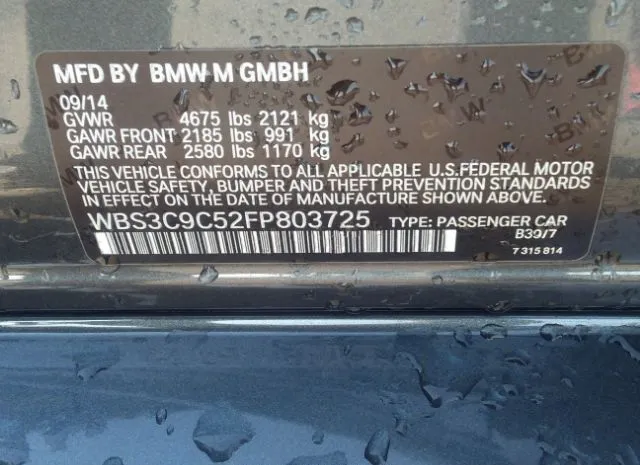 MFD BY BMW M GMBH
09/14
GVWR 4675 lbs 2121 kg
GAWR FRONT 2185 lbs 991 kg
GAWR REAR 2580 lbs 1170 kg
THIS VEHICLE CONFORMS TO ALL APPLICABLE U.S.FEDERAL MOTOR
VEHICLE SAFETY, BUMPER AND THEFT PREVENTION STANDARDS
IN EFFECT ON THE DATE OF MANUFACTURE SHOWN ABOVE.
WBS3C9C52FP803725 TYPE: PASSENGER CAR
7 315 814